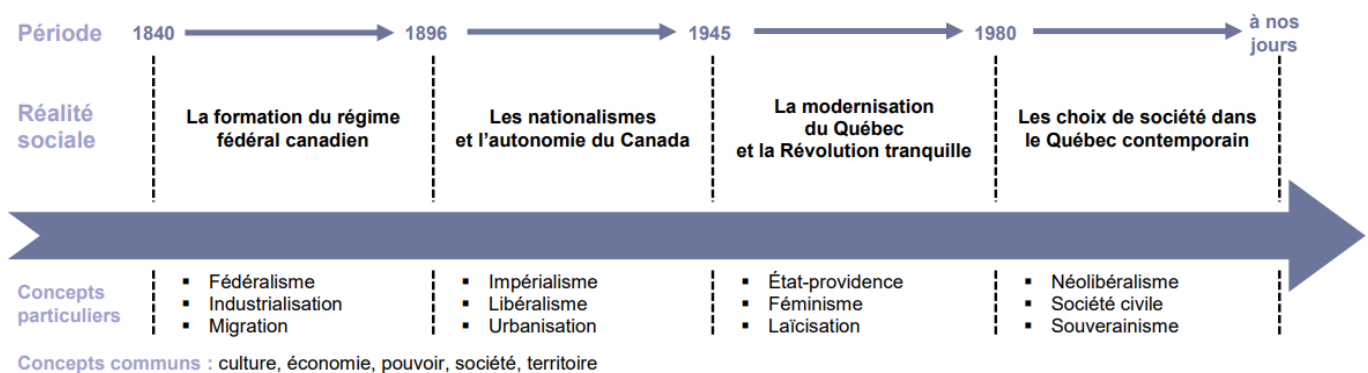 Période 1840 1896 1945 1980 à nos jours
Réalité sociale
La formation du régime
fédéral canadien
Les nationalismes
et l'autonomie du Canada
La modernisation
du Québec
et la Révolution tranquille
Les choix de société dans
le Québec contemporain
Concepts
particuliers
▪ Fédéralisme
▪ Industrialisation
▪ Migration
▪ Impérialisme
▪ Libéralisme
▪ Urbanisation
▪ État-providence
▪ Féminisme
▪ Laïcisation
▪ Néolibéralisme
▪ Société civile
▪ Souverainisme
Concepts communs : culture, économie, pouvoir, société, territoire